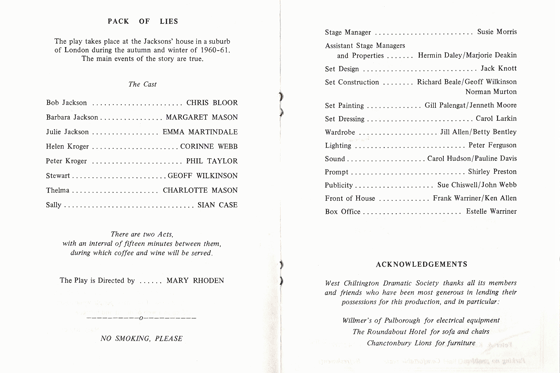 PACK OF LIES
The play takes place at the Jacksons' house in a suburb
of London during the autumn and winter of 1960-61.
The main events of the story are true.
The Cast
Bob Jackson ........................ CHRIS BLOOR
Barbara Jackson ............... MARGARET MASON
Julie Jackson ................ EMMA MARTINDALE
Helen Kroger ..................... CORINNE WEBB
Peter Kroger ...................... PHIL TAYLOR
Stewart ........................ GEOFF WILKINSON
Thelma ..................... CHARLOTTE MASON
Sally ................................. SIAN CASE
There are two Acts,
with an interval of fifteen minutes between them,
during which coffee and wine will be served.
The Play is Directed by ...... MARY RHODEN
---------------o---------------
NO SMOKING, PLEASE
Stage Manager ............................ Susie Morris
Assistant Stage Managers
and Properties ....... Hermin Daley/Marjorie Deakin
Set Design ............................... Jack Knott
Set Construction ........ Richard Beale/Geoff Wilkinson
Norman Murton
Set Painting ............... Gill Palengat/Jenneth Moore
Set Dressing ............................. Carol Larkin
Wardrobe ..................... Jill Allen/Betty Bentley
Lighting ............................... Peter Ferguson
Sound ..................... Carol Hudson/Pauline Davis
Prompt ............................... Shirley Preston
Publicity ..................... Sue Chiswell/John Webb
Front of House ............. Frank Warriner/Ken Allen
Box Office ........................... Estelle Warriner
ACKNOWLEDGEMENTS
West Chiltington Dramatic Society thanks all its members
and friends who have been most generous in lending their
possessions for this production, and in particular:
Willmer's of Pulborough for electrical equipment
The Roundabout Hotel for sofa and chairs
Chanctonbury Lions for furniture